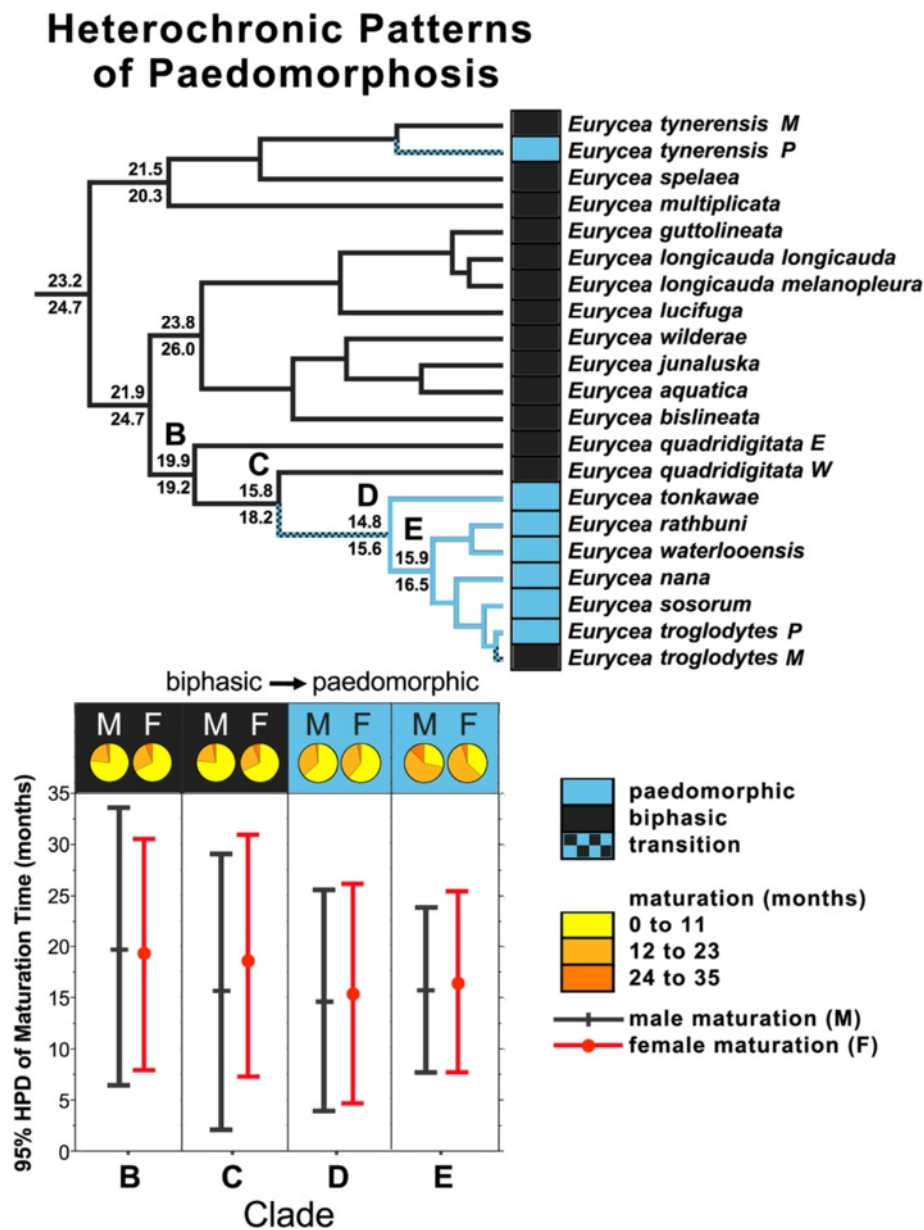 Heterochronic Patterns
of Paedomorphosis
Eurycea tynerensis M
Eurycea tynerensis P
21.5
20.3
Eurycea spelaea
Eurycea multiplicata
Eurycea guttolineata
Eurycea longicauda longicauda
23.2
24.7
Eurycea longicauda melanopleura
Eurycea lucifuga
23.8
26.0
Eurycea wilderae
Eurycea junaluska
21.9
24.7
Eurycea aquatica
Eurycea bislineata
B
19.9
19.2
Eurycea quadridigitata E
C
15.8
18.2
Eurycea quadridigitata W
D
14.8
15.6
Eurycea tonkawae
E
15.9
16.5
Eurycea rathbuni
Eurycea waterlooensis
Eurycea nana
Eurycea sosorum
Eurycea troglodytes P
Eurycea troglodytes M
biphasic → paedomorphic
M F M F M F M F
95% HPD of Maturation Time (months)
35
30
25
20
15
10
5
0
B C D E
Clade
paedomorphic
biphasic
transition
maturation (months)
0 to 11
12 to 23
24 to 35
male maturation (M)
female maturation (F)